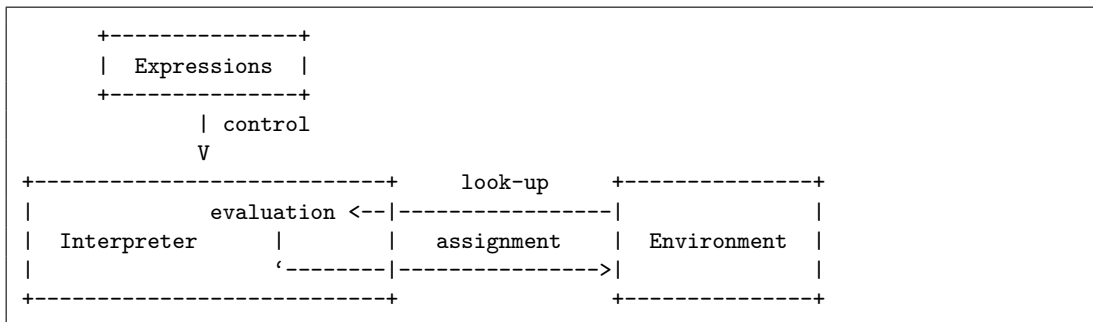 +---------------+
|  Expressions  |
+---------------+
| control
V
+---------------------------+     look-up     +---------------+
|             evaluation <--|-----------------|               |
|  Interpreter      |       |   assignment    |  Environment  |
|                   ‘-------|---------------->|               |
+---------------------------+                 +---------------+